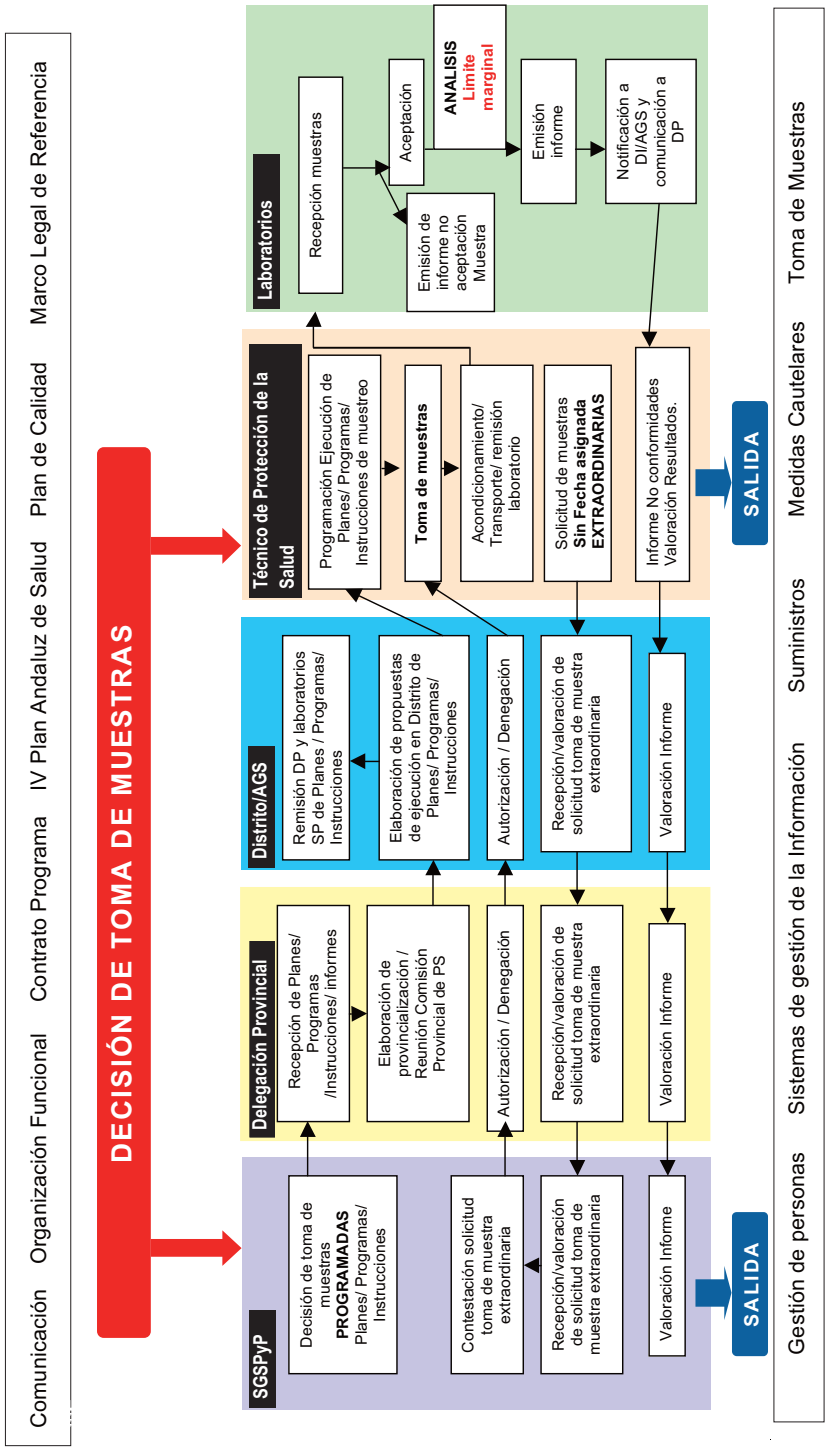 Comunicación Organización Funcional Contrato Programa IV Plan Andaluz de Salud Plan de Calidad Marco Legal de Referencia
DECISIÓN DE TOMA DE MUESTRAS
SGSPyP
Decisión de toma de
muestras
PROGRAMADAS
Planes/ Programas/
Instrucciones
Contestación solicitud
toma de muestra
extraordinaria
Recepción/valoración
de solicitud toma de
muestra extraordinaria
Valoración Informe
SALIDA
Delegación Provincial
Recepción de Planes/
Programas
/Instrucciones/ informes
Elaboración de
provincialización /
Reunión Comisión
Provincial de PS
Autorización / Denegación
Recepción/valoración de
solicitud toma de muestra
extraordinaria
Valoración Informe
Distrito/AGS
Remisión DP y laboratorios
SP de Planes / Programas/
Instrucciones
Elaboración de propuestas
de ejecución en Distrito de
Planes/ Programas/
Instrucciones
Autorización / Denegación
Recepción/valoración de
solicitud toma de muestra
extraordinaria
Valoración Informe
Técnico de Protección de la
Salud
Programación Ejecución de
Planes/ Programas/
Instrucciones de muestreo
Toma de muestras
Acondicionamiento/
Transporte/ remisión
laboratorio
Solicitud de muestras
Sin Fecha asignada
EXTRAORDINARIAS
Informe No conformidades
Valoración Resultados.
SALIDA
Laboratorios
Recepción muestras
Aceptación
Emisión de
informe no
aceptación
Muestra
ANALISIS
Limite
marginal
Emisión
informe
Notificación a
DI/AGS y
comunicación a
DP
Gestión de personas Sistemas de gestión de la Información Suministros Medidas Cautelares Toma de Muestras